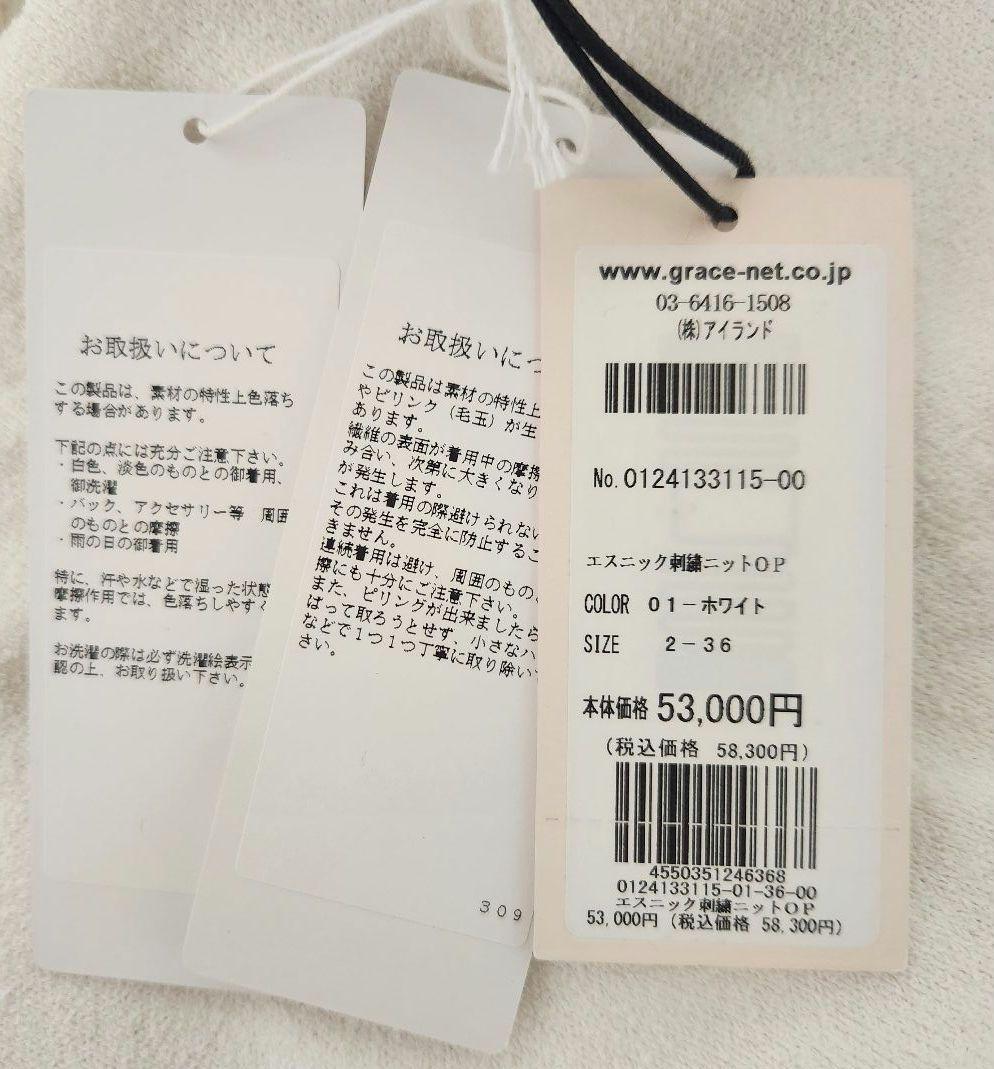 お取扱いについて
この製品は、素材の特性上色落ち
する場合があります。
下記の点には充分ご注意下さい。
・白色、淡色のものとの御着用、
御洗濯
・バック、アクセサリー等 周囲
のものとの摩擦
・雨の日の御着用
特に、汗や水などで湿った状態
摩擦作用では、色落ちしやすく
ます。
お洗濯の際は必ず洗濯絵表示
認の上、お取り扱い下さい。
お取扱いにつ
この製品は素材の特性上
やピリンク（毛玉）が生
あります。
繊維の表面が着用中の摩擦
み合い、次第に大きくなり
が発生します。
これは着用の際避けられない
その発生を完全に防止するこ
きません。
連続着用は避け、周囲のもの
擦にも十分にご注意下さい。
また、ピリングが出来ましたら
ばって取ろうとせず、小さなハ
などで１つ１つ丁寧に取り除い
さい。
309
www.grace-net.co.jp
03-6416-1508
(株)アイランド
No.0124133115-00
エスニック刺繍ニットOP
COLOR 01-ホワイト
SIZE 2-36
本体価格 53,000円
(税込価格 58,300円)
4550351246368
0124133115-01-36-00
エスニック刺繍ニットOP
53,000円 (税込価格 58,300円)